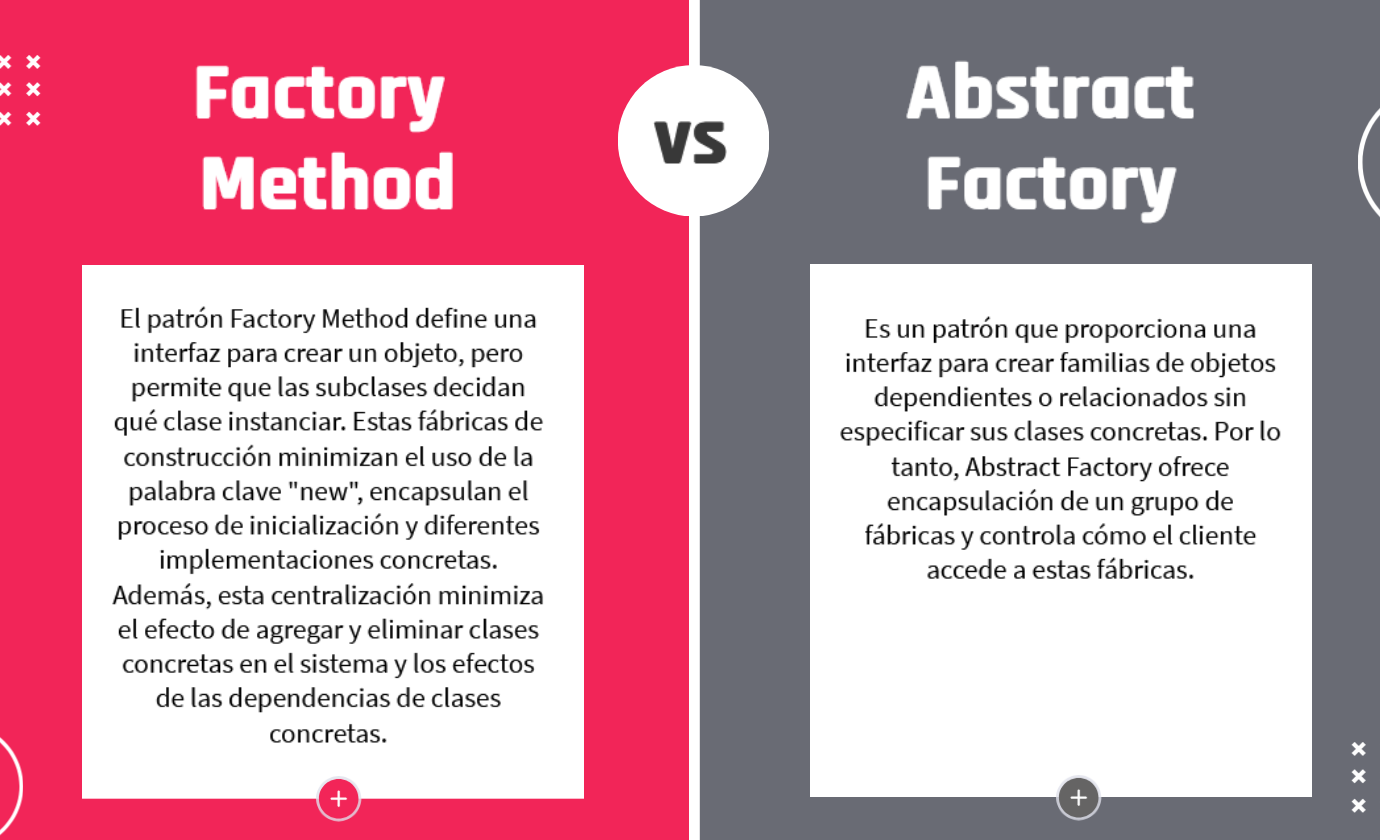 Factory
Method
VS
Abstract
Factory
El patrón Factory Method define una
interfaz para crear un objeto, pero
permite que las subclases decidan
qué clase instanciar. Estas fábricas de
construcción minimizan el uso de la
palabra clave "new", encapsulan el
proceso de inicialización y diferentes
implementaciones concretas.
Además, esta centralización minimiza
el efecto de agregar y eliminar clases
concretas en el sistema y los efectos
de las dependencias de clases
concretas.
Es un patrón que proporciona una
interfaz para crear familias de objetos
dependientes o relacionados sin
especificar sus clases concretas. Por lo
tanto, Abstract Factory ofrece
encapsulación de un grupo de
fábricas y controla cómo el cliente
accede a estas fábricas.